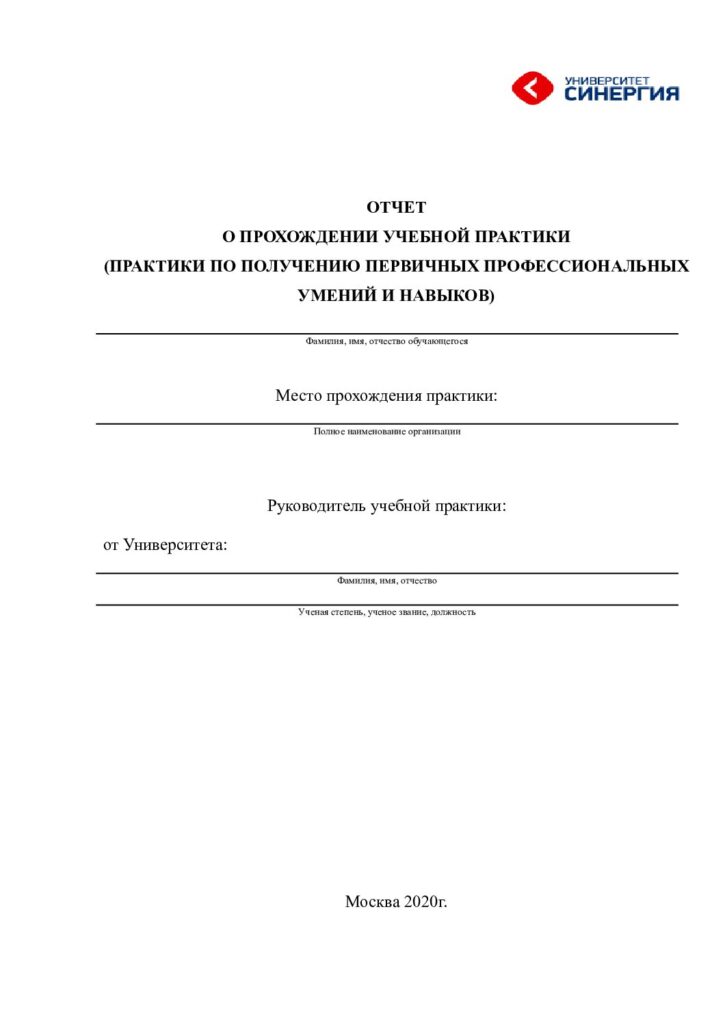 УНИВЕРСИТЕТ
СИНЕРГИЯ
ОТЧЕТ
О ПРОХОЖДЕНИИ УЧЕБНОЙ ПРАКТИКИ
(ПРАКТИКИ ПО ПОЛУЧЕНИЮ ПЕРВИЧНЫХ ПРОФЕССИОНАЛЬНЫХ
УМЕНИЙ И НАВЫКОВ)
Фамилия, имя, отчество обучающегося
Место прохождения практики:
Полное наименование организации
Руководитель учебной практики:
от Университета:
Фамилия, имя, отчество
Ученая степень, ученое звание, должность
Москва 2020г.